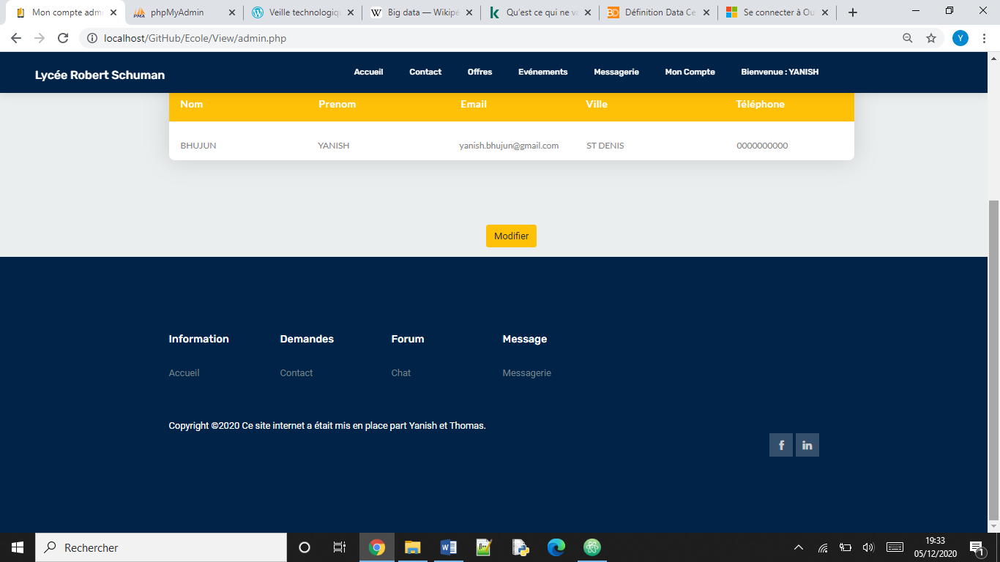 Mon compte adm
phpMyAdmin
Veille technologiq
Big data — Wikipé
Qu'est ce qui ne va
Définition Data Ce
Se connecter à Ou
localhost/GitHub/Ecole/View/admin.php
Y
Lycée Robert Schuman
Accueil
Contact
Offres
Evénements
Messagerie
Mon Compte
Bienvenue : YANISH
Nom
Prenom
Email
Ville
Téléphone
BHUJUN
YANISH
yanish.bhujun@gmail.com
ST DENIS
0000000000
Modifier
Information
Demandes
Forum
Message
Accueil
Contact
Chat
Messagerie
Copyright ©2020 Ce site internet a était mis en place part Yanish et Thomas.
Rechercher
19:33
05/12/2020
1